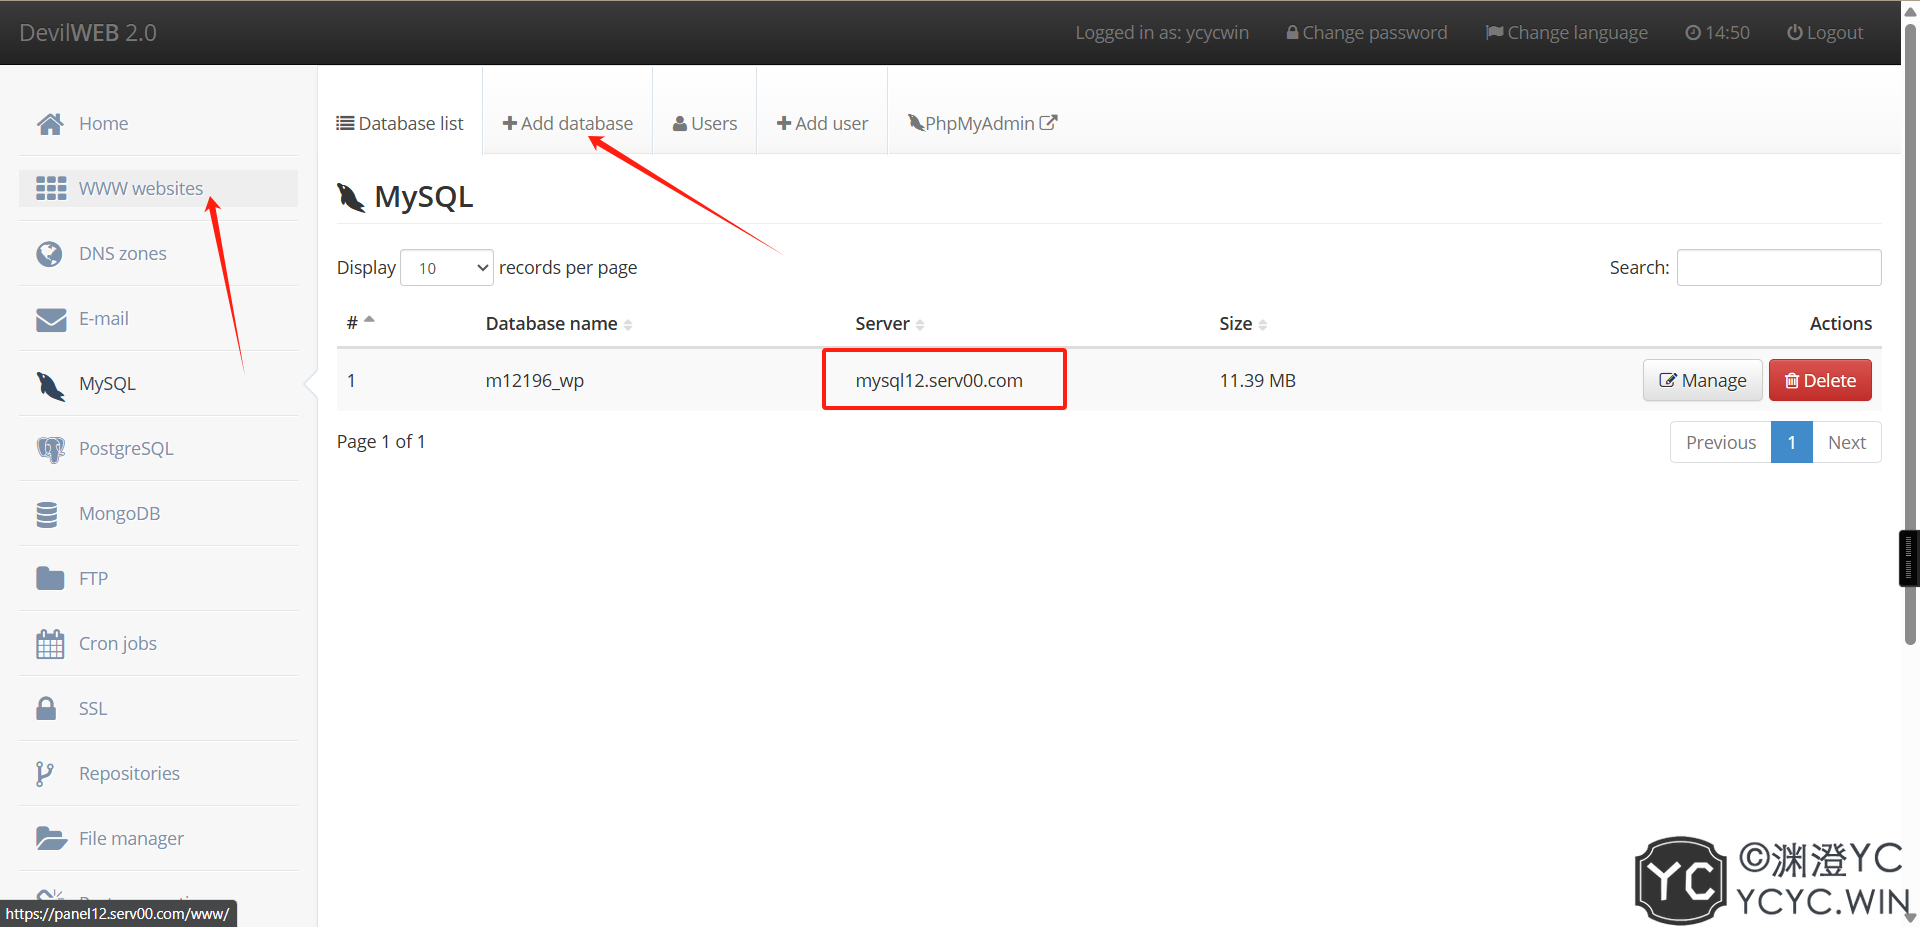 DevilWEB 2.0
Logged in as: ycycwin
Change password
Change language
14:50
Logout
Home
WWW websites
DNS zones
E-mail
MySQL
PostgreSQL
MongoDB
FTP
Cron jobs
SSL
Repositories
File manager
https://panel12.serv00.com/www/
Database list
Add database
Users
Add user
PhpMyAdmin
MySQL
Display 10 records per page
Search:
# Database name Server Size Actions
1 m12196_wp mysql12.serv00.com 11.39 MB Manage Delete
Page 1 of 1
Previous 1 Next
YC
©渊澄YC
YCYC.WIN